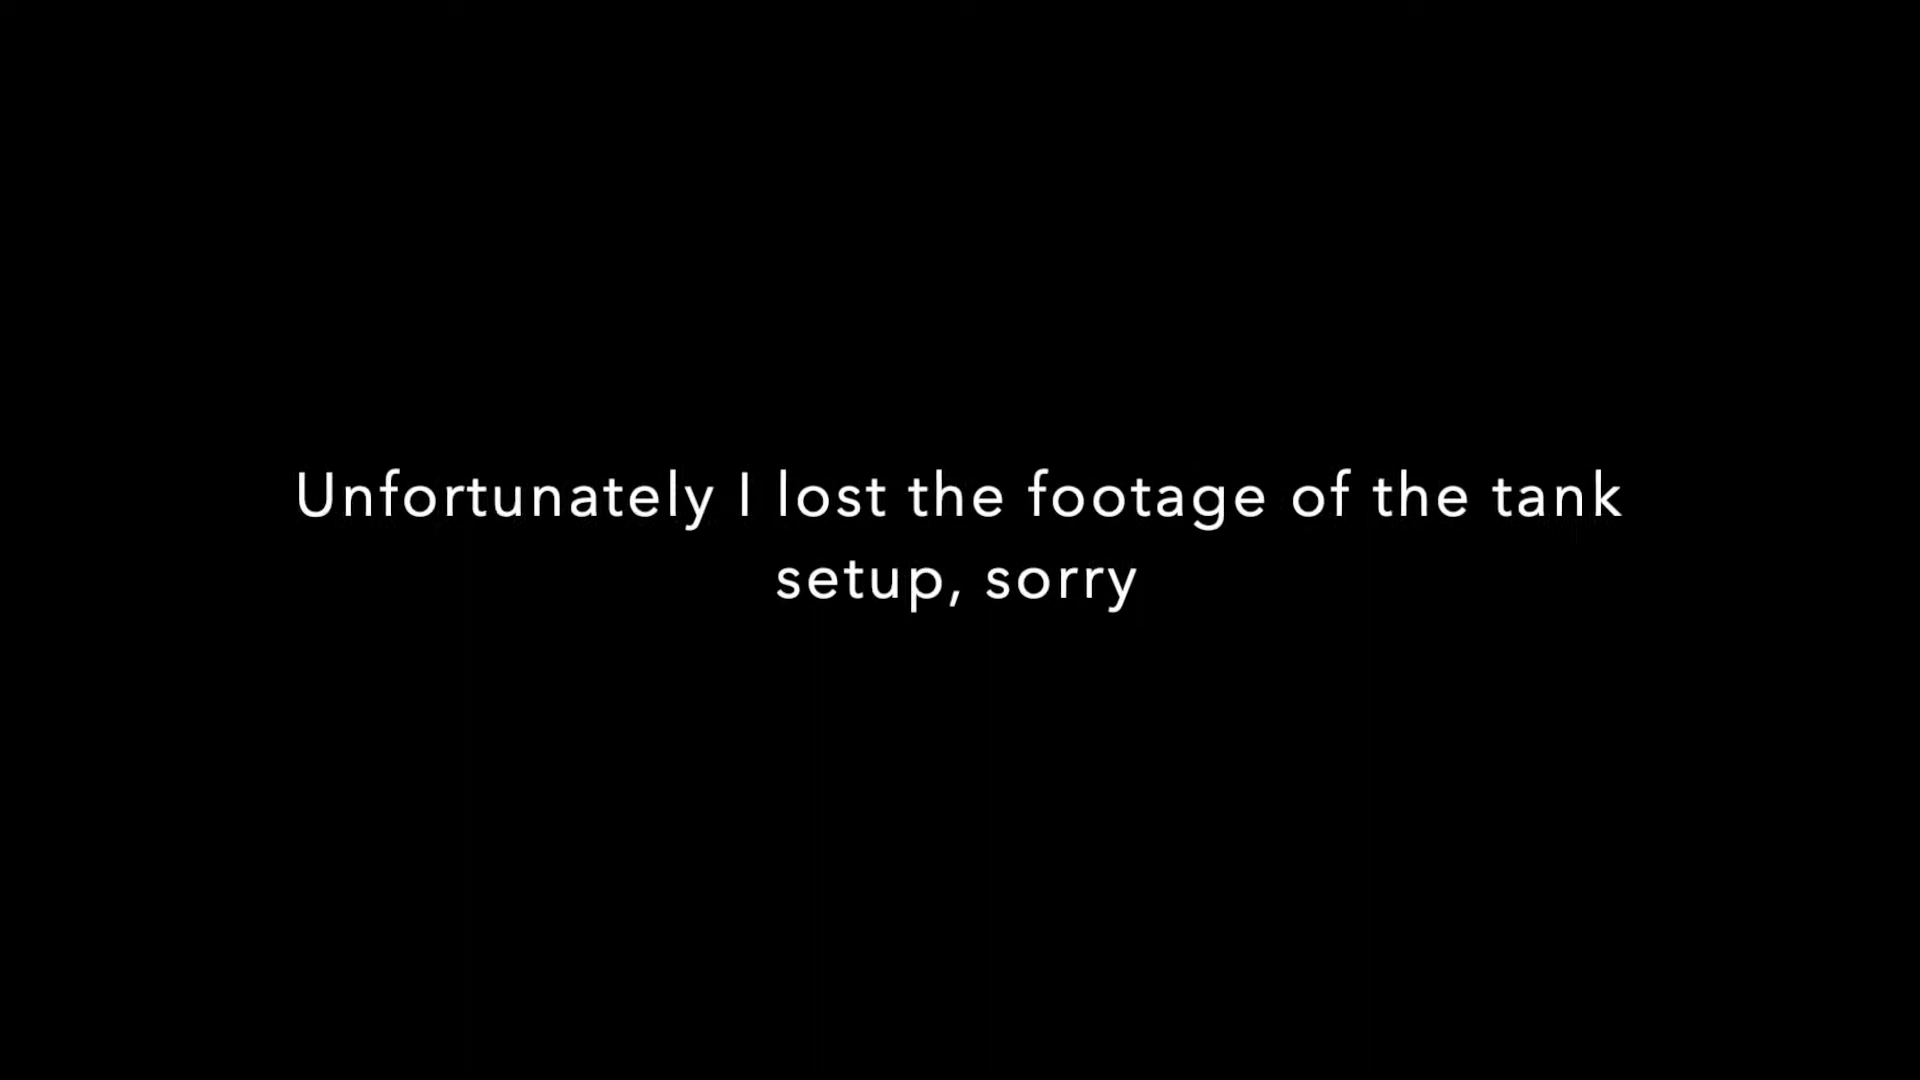 Unfortunately I lost the footage of the tank
setup, sorry